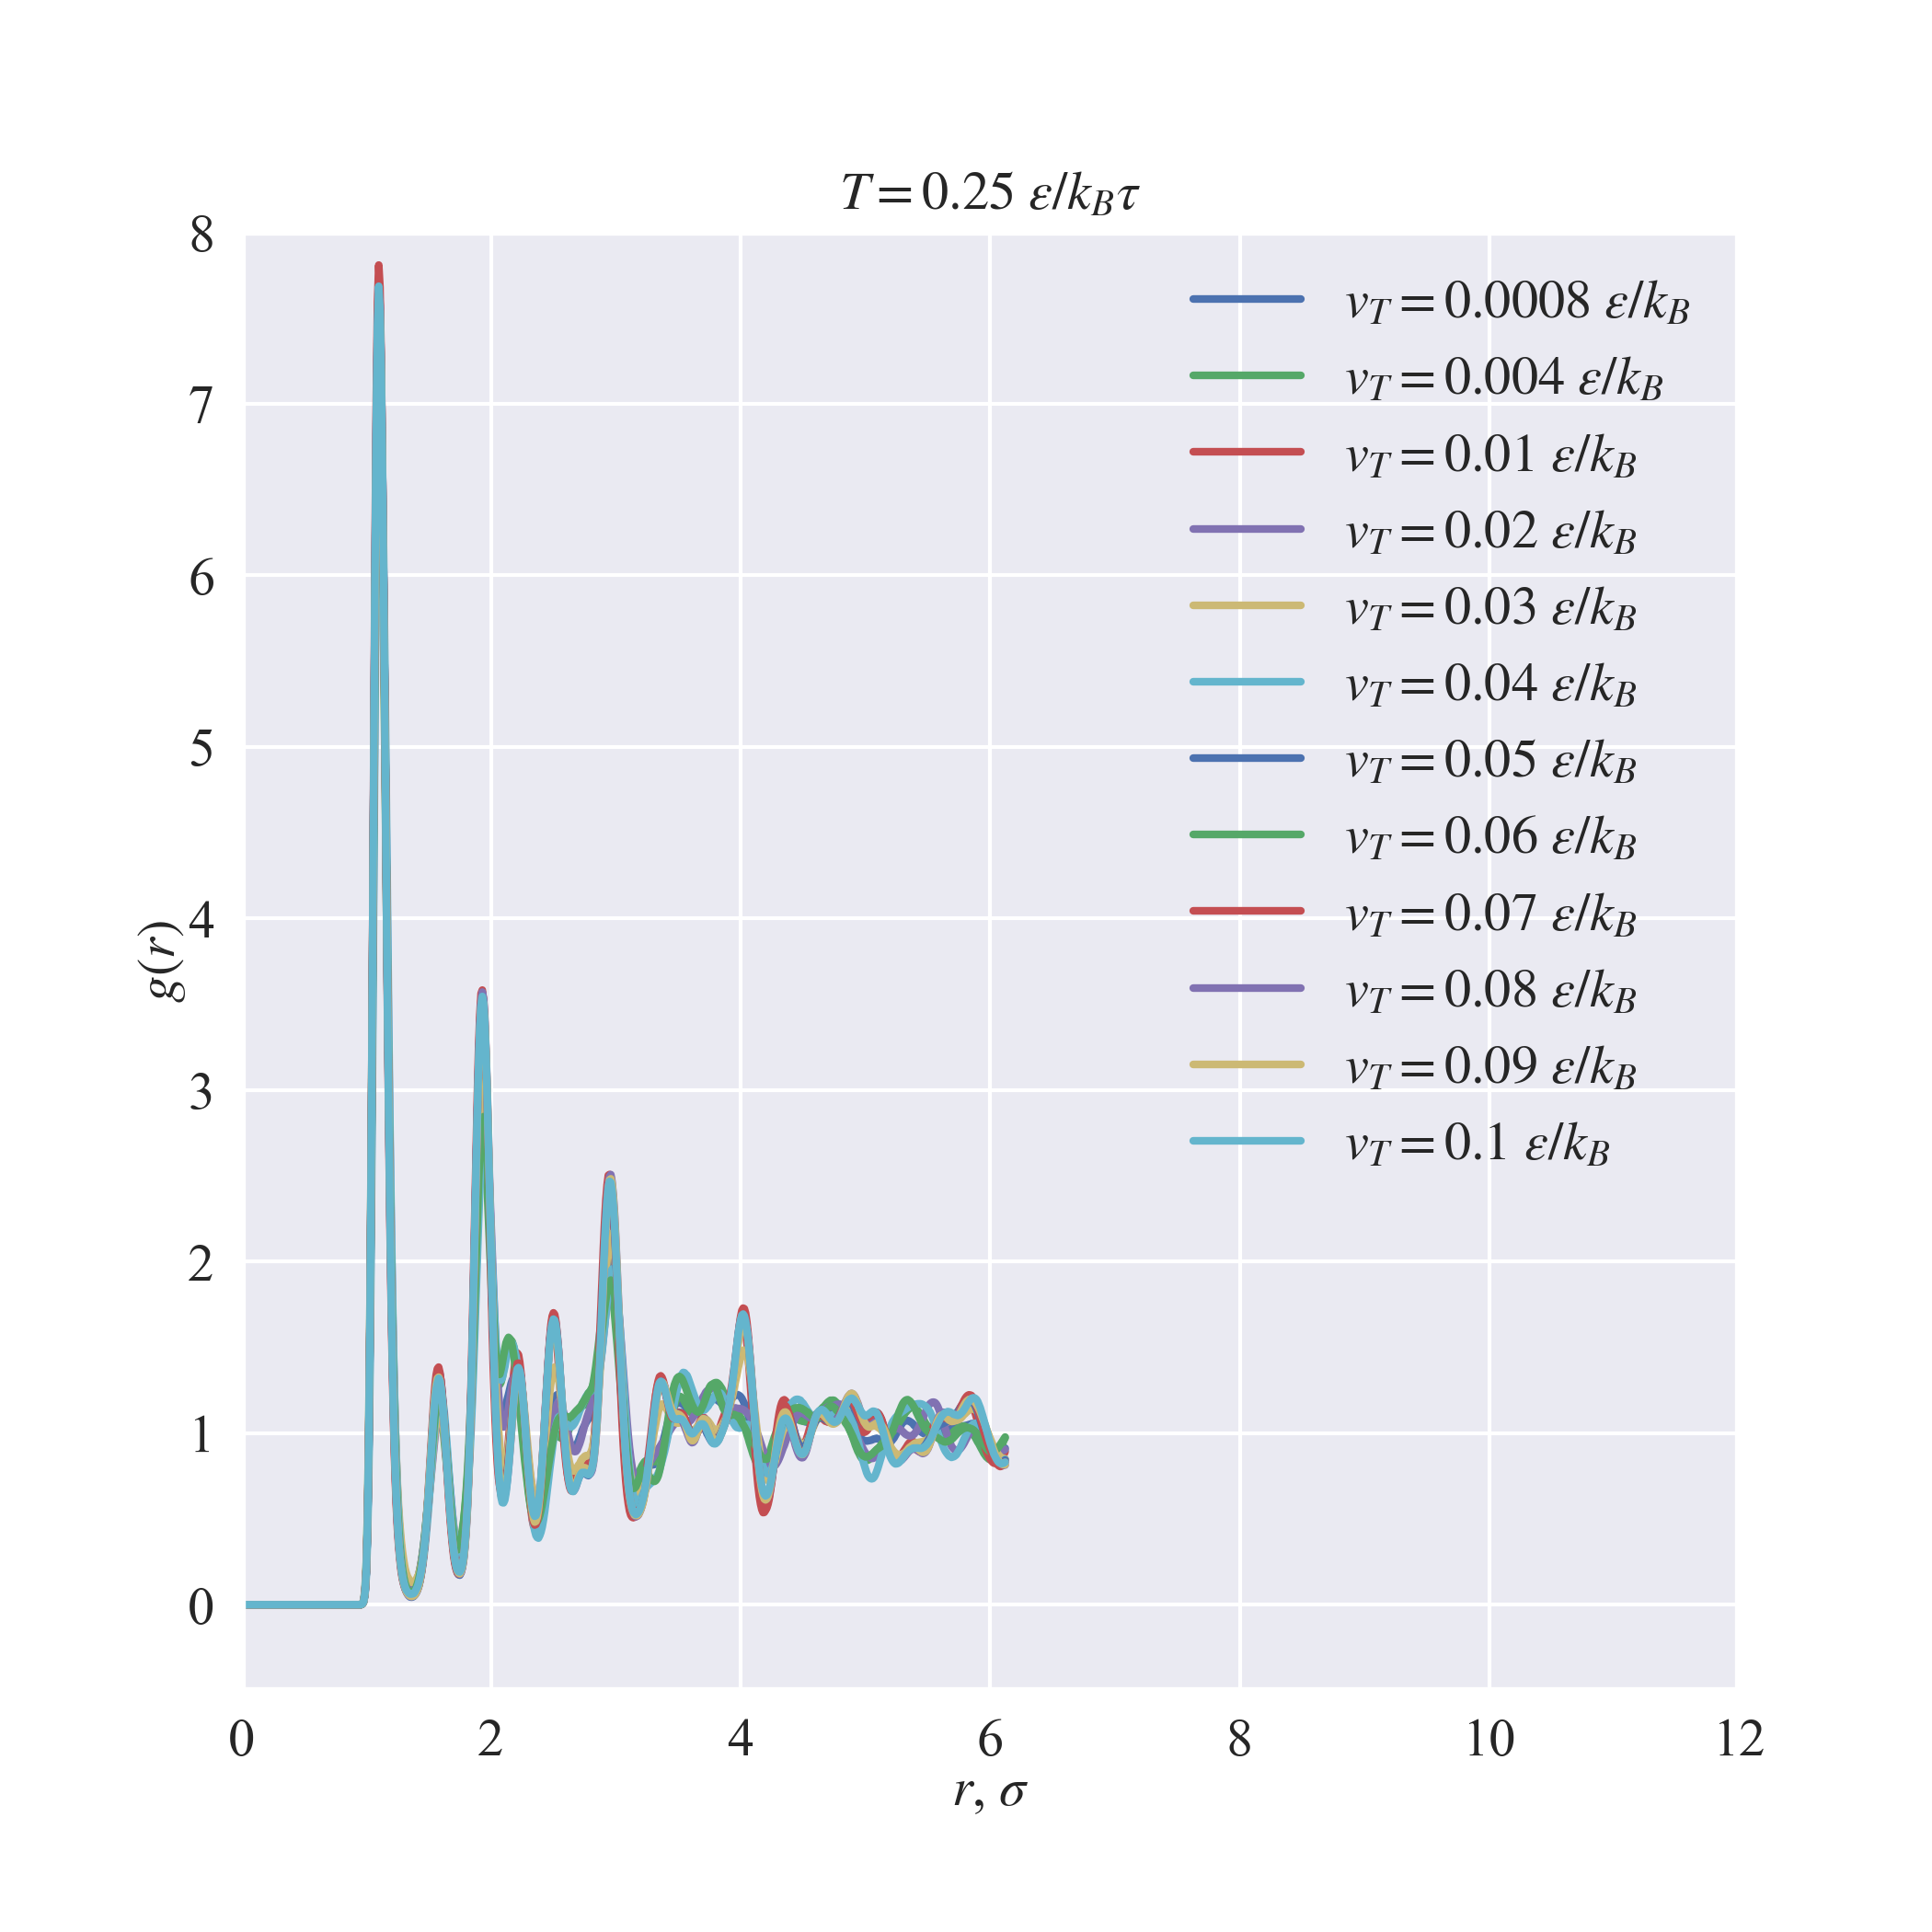 T = 0.25 ε/k_Bτ
8
7
6
5
4
3
2
1
0
g(r)
v_T = 0.0008 ε/k_B
v_T = 0.004 ε/k_B
v_T = 0.01 ε/k_B
v_T = 0.02 ε/k_B
v_T = 0.03 ε/k_B
v_T = 0.04 ε/k_B
v_T = 0.05 ε/k_B
v_T = 0.06 ε/k_B
v_T = 0.07 ε/k_B
v_T = 0.08 ε/k_B
v_T = 0.09 ε/k_B
v_T = 0.1 ε/k_B
0 2 4 6 8 10 12
r, σ